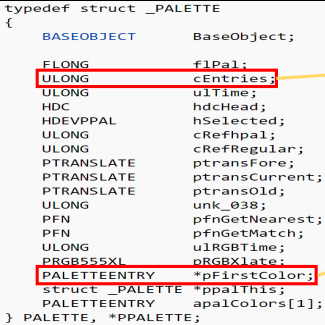 typedef struct _PALETTE
{
BASEOBJECT BaseObject;
FLONG flPal;
ULONG cEntries;
ULONG ulTime;
HDC hdcHead;
HDEVPPAL hSelected;
ULONG cRefhpal;
ULONG cRefRegular;
PTRANSLATE ptransFore;
PTRANSLATE ptransCurrent;
PTRANSLATE ptransOld;
ULONG unk_038;
PFN pfnGetNearest;
PFN pfnGetMatch;
ULONG ulRGBTime;
PRGB555XL pRGBXlate;
PALETTEENTRY *pFirstColor;
struct _PALETTE *ppalThis;
PALETTEENTRY apalColors[1];
} PALETTE, *PPALETTE;